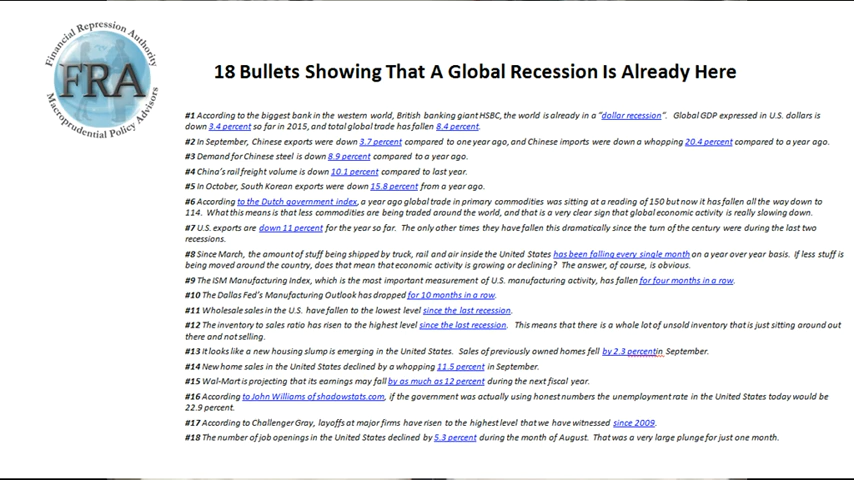 Financial Repression Authority
FRA
Macroprudential Policy Advisors
18 Bullets Showing That A Global Recession Is Already Here
#1 According to the biggest bank in the western world, British banking giant HSBC, the world is already in a “dollar recession”. Global GDP expressed in U.S. dollars is
down 3.4 percent so far in 2015, and total global trade has fallen 8.4 percent.
#2 In September, Chinese exports were down 3.7 percent compared to one year ago, and Chinese imports were down a whopping 20.4 percent compared to a year ago.
#3 Demand for Chinese steel is down 8.9 percent compared to a year ago.
#4 China’s rail freight volume is down 10.1 percent compared to last year.
#5 In October, South Korean exports were down 15.8 percent from a year ago.
#6 According to the Dutch government index, a year ago global trade in primary commodities was sitting at a reading of 150 but now it has fallen all the way down to
114. What this means is that less commodities are being traded around the world, and that is a very clear sign that global economic activity is really slowing down.
#7 U.S. exports are down 11 percent for the year so far. The only other times they have fallen this dramatically since the turn of the century were during the last two
recessions.
#8 Since March, the amount of stuff being shipped by truck, rail and air inside the United States has been falling every single month on a year over year basis. If less stuff is
being moved around the country, does that mean that economic activity is growing or declining? The answer, of course, is obvious.
#9 The ISM Manufacturing Index, which is the most important measurement of U.S. manufacturing activity, has fallen for four months in a row.
#10 The Dallas Fed’s Manufacturing Outlook has dropped for 10 months in a row.
#11 Wholesale sales in the U.S. have fallen to the lowest level since the last recession.
#12 The inventory to sales ratio has risen to the highest level since the last recession. This means that there is a whole lot of unsold inventory that is just sitting around out
there and not selling.
#13 It looks like a new housing slump is emerging in the United States. Sales of previously owned homes fell by 2.3 percentin September.
#14 New home sales in the United States declined by a whopping 11.5 percent in September.
#15 Wal-Mart is projecting that its earnings may fall by as much as 12 percent during the next fiscal year.
#16 According to John Williams of shadowstats.com, if the government was actually using honest numbers the unemployment rate in the United States today would be
22.9 percent.
#17 According to Challenger Gray, layoffs at major firms have risen to the highest level that we have witnessed since 2009.
#18 The number of job openings in the United States declined by 5.3 percent during the month of August. That was a very large plunge for just one month.